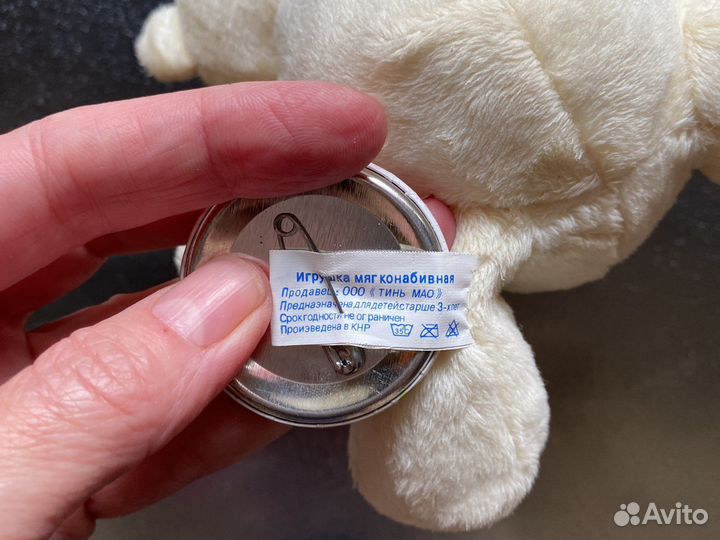 Игрушка мягконабивная
Продавец: ООО《 ТИНЬ МАО》
Предназначена для детей старше 3-х лет
Срок годности не ограничен
Произведена в КНР 35С
Avito